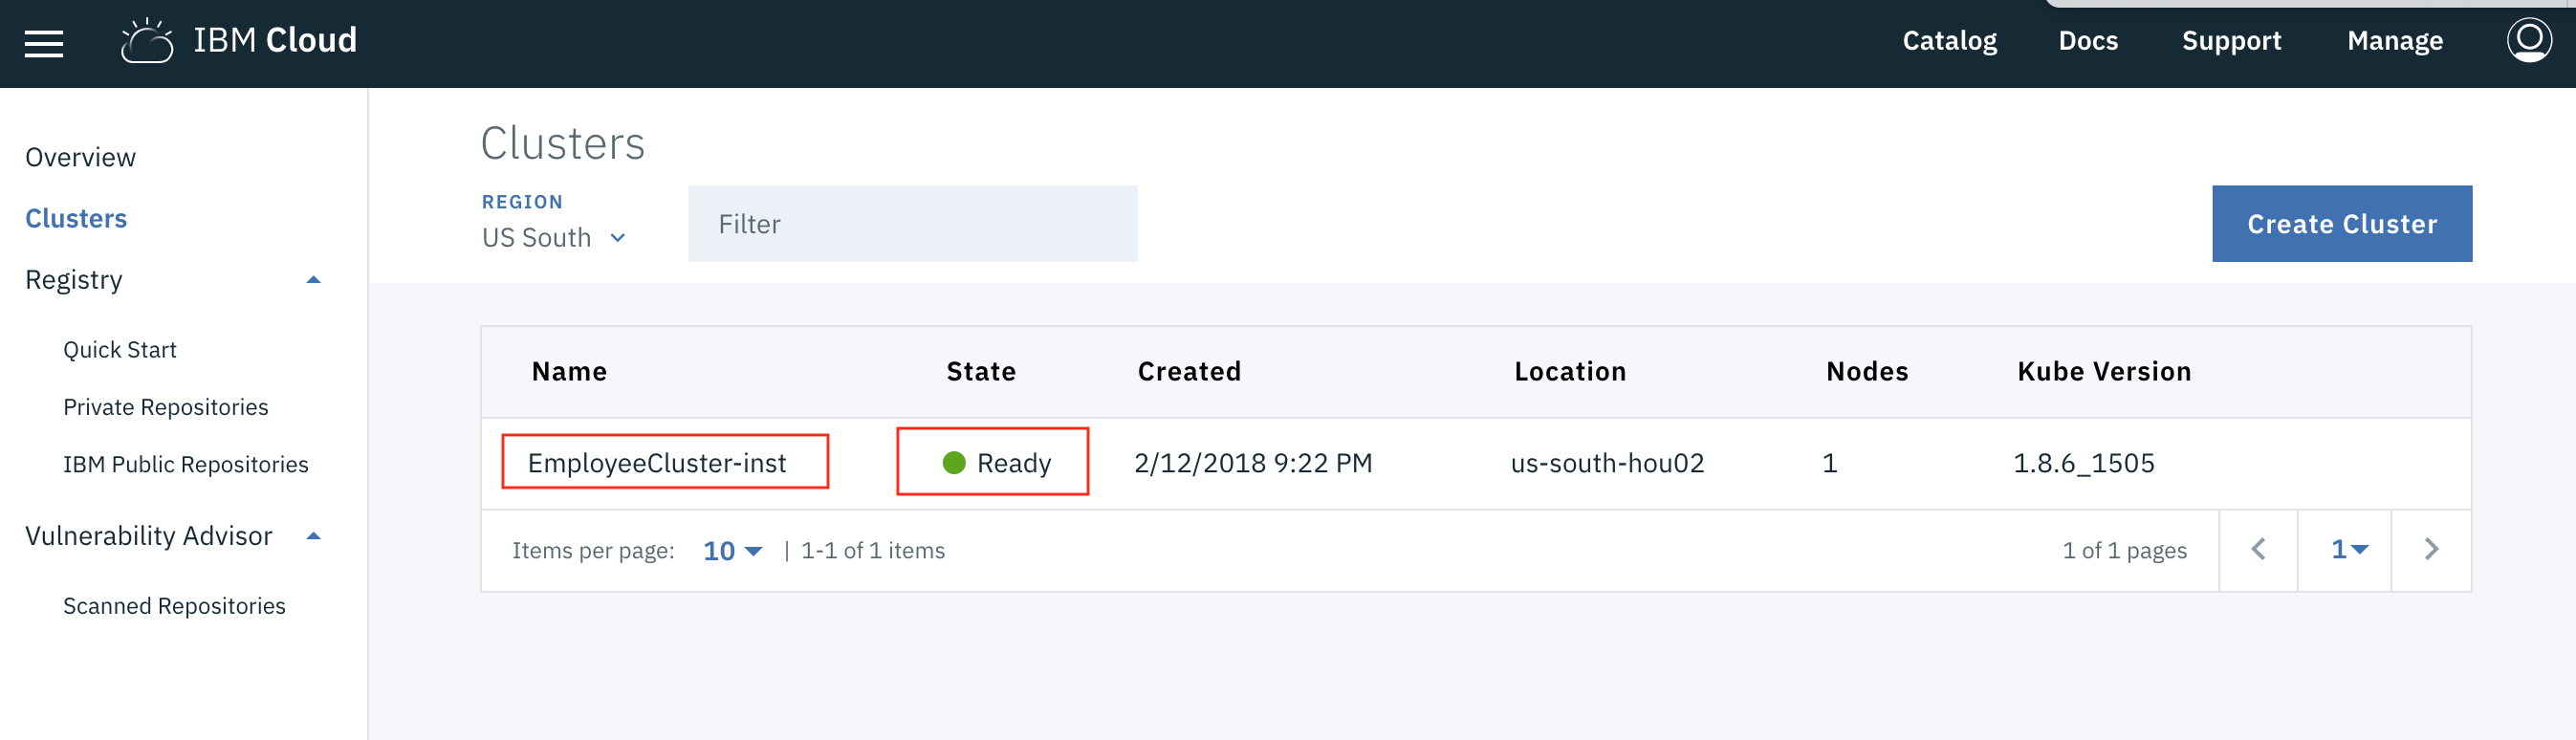 IBM Cloud
Catalog Docs Support Manage
Overview
Clusters
Registry
Quick Start
Private Repositories
IBM Public Repositories
Vulnerability Advisor
Scanned Repositories
Clusters
REGION
US South
Filter
Create Cluster
Name State Created Location Nodes Kube Version
EmployeeCluster-inst Ready 2/12/2018 9:22 PM us-south-hou02 1 1.8.6_1505
Items per page: 10 | 1-1 of 1 items 1 of 1 pages 1